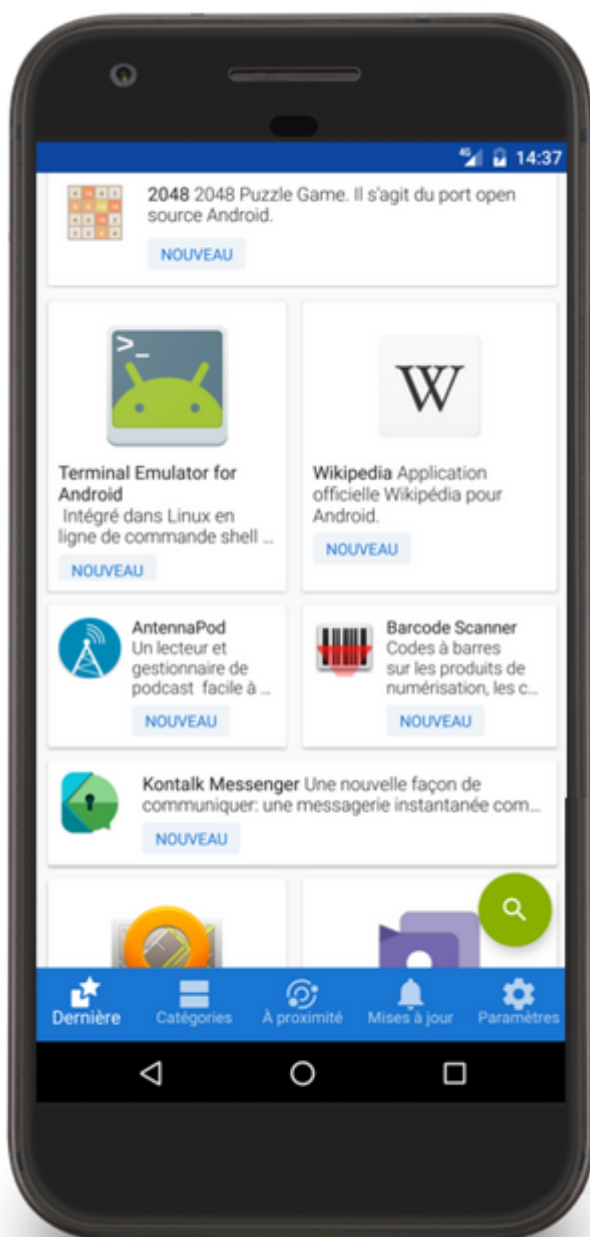 4G 14:37
2048 2048 Puzzle Game. Il s'agit du port open
source Android.
NOUVEAU
>_
Terminal Emulator for
Android
Intégré dans Linux en
ligne de commande shell ...
NOUVEAU
W
Wikipedia Application
officielle Wikipédia pour
Android.
NOUVEAU
AntennaPod
Un lecteur et
gestionnaire de
podcast facile à ...
NOUVEAU
Barcode Scanner
Codes à barres
sur les produits de
numérisation, les c...
NOUVEAU
Kontalk Messenger Une nouvelle façon de
communiquer: une messagerie instantanée com...
NOUVEAU
Dernière Catégories À proximité Mises à jour Paramètres